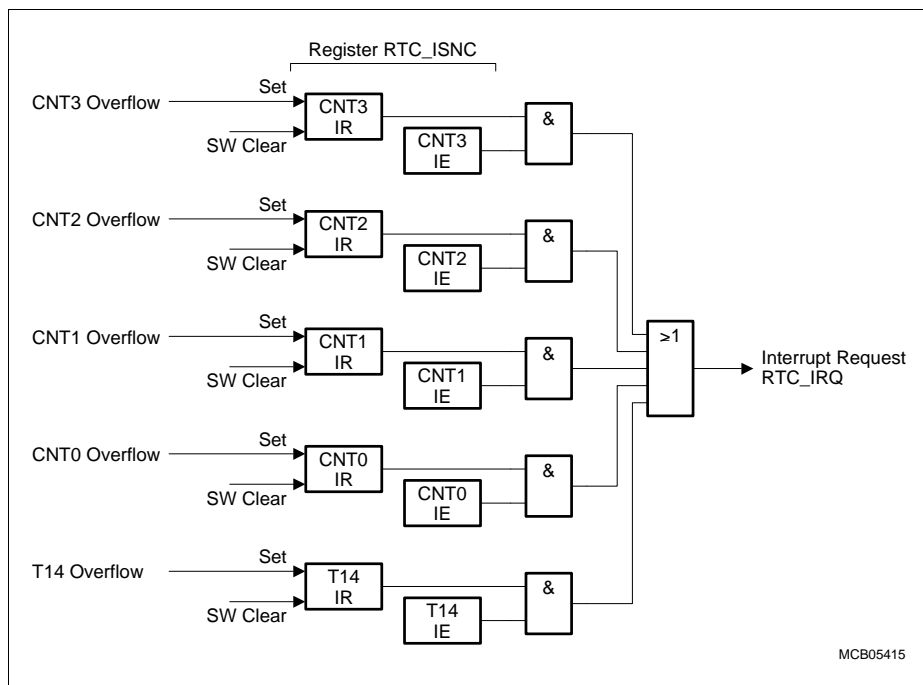 Register RTC_ISNC
CNT3 Overflow
Set
SW Clear
CNT3
IR
CNT3
IE
&
CNT2 Overflow
Set
SW Clear
CNT2
IR
CNT2
IE
&
CNT1 Overflow
Set
SW Clear
CNT1
IR
CNT1
IE
&
≥1
Interrupt Request
RTC_IRQ
CNT0 Overflow
Set
SW Clear
CNT0
IR
CNT0
IE
&
T14 Overflow
Set
SW Clear
T14
IR
T14
IE
&
MCB05415